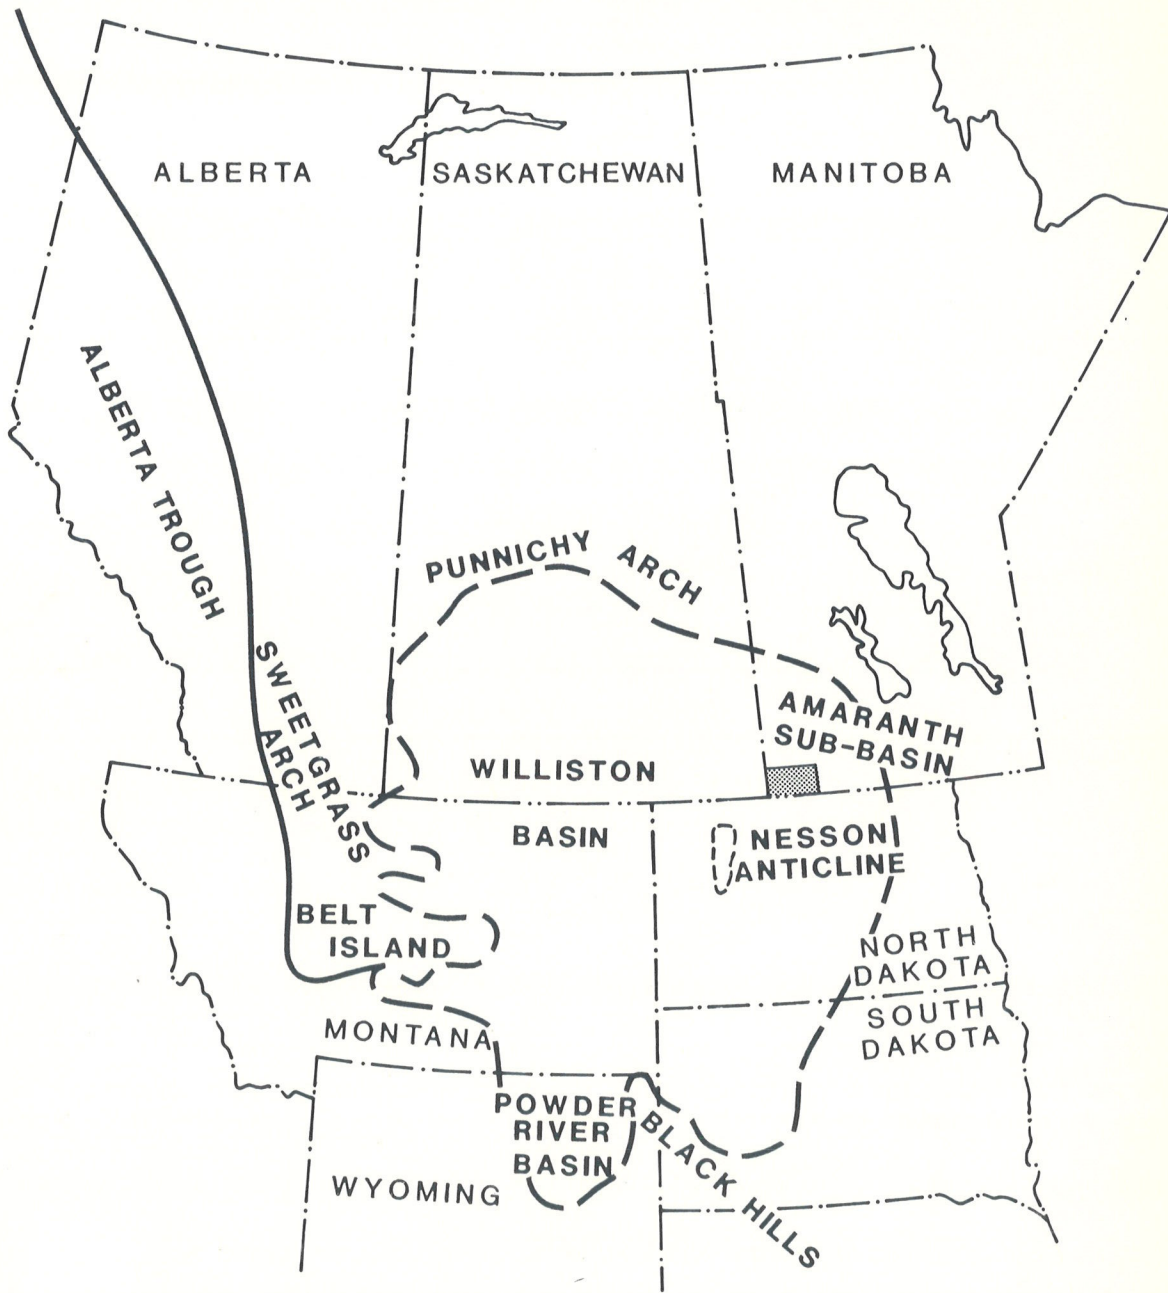 ALBERTA
SASKATCHEWAN
MANITOBA
ALBERTA TROUGH
PUNNICHY ARCH
SWEETGRASS
ARCH
AMARANTH
SUB-BASIN
WILLISTON
BASIN
NESSON
ANTICLINE
BELT
ISLAND
NORTH
DAKOTA
SOUTH
DAKOTA
MONTANA
POWDER
RIVER
BASIN
BLACK HILLS
WYOMING